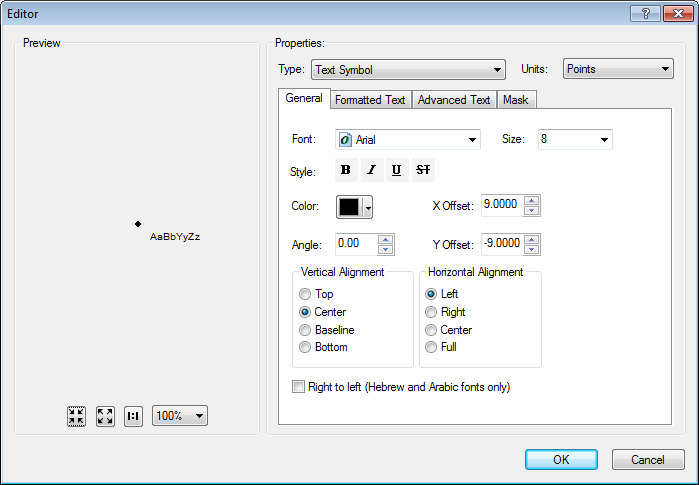 Editor
Preview
AaBbYyZz
1:1
100%
Properties:
Type: Text Symbol Units: Points
General Formatted Text Advanced Text Mask
Font: Arial Size: 8
Style: B I U ST
Color: X Offset: 9.0000
Angle: 0.00 Y Offset: -9.0000
Vertical Alignment
Top
Center
Baseline
Bottom
Horizontal Alignment
Left
Right
Center
Full
Right to left (Hebrew and Arabic fonts only)
OK Cancel